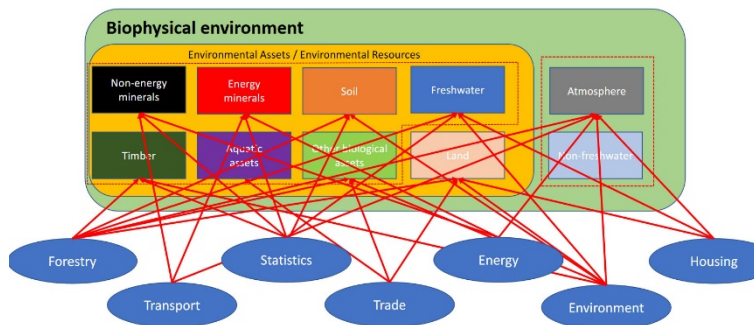 Biophysical environment
Environmental Assets / Environmental Resources
Non-energy
minerals
Energy
minerals
Soil
Freshwater
Atmosphere
Timber
Aquatic
assets
Other biological
assets
Land
Non-freshwater
Forestry
Statistics
Energy
Housing
Transport
Trade
Environment